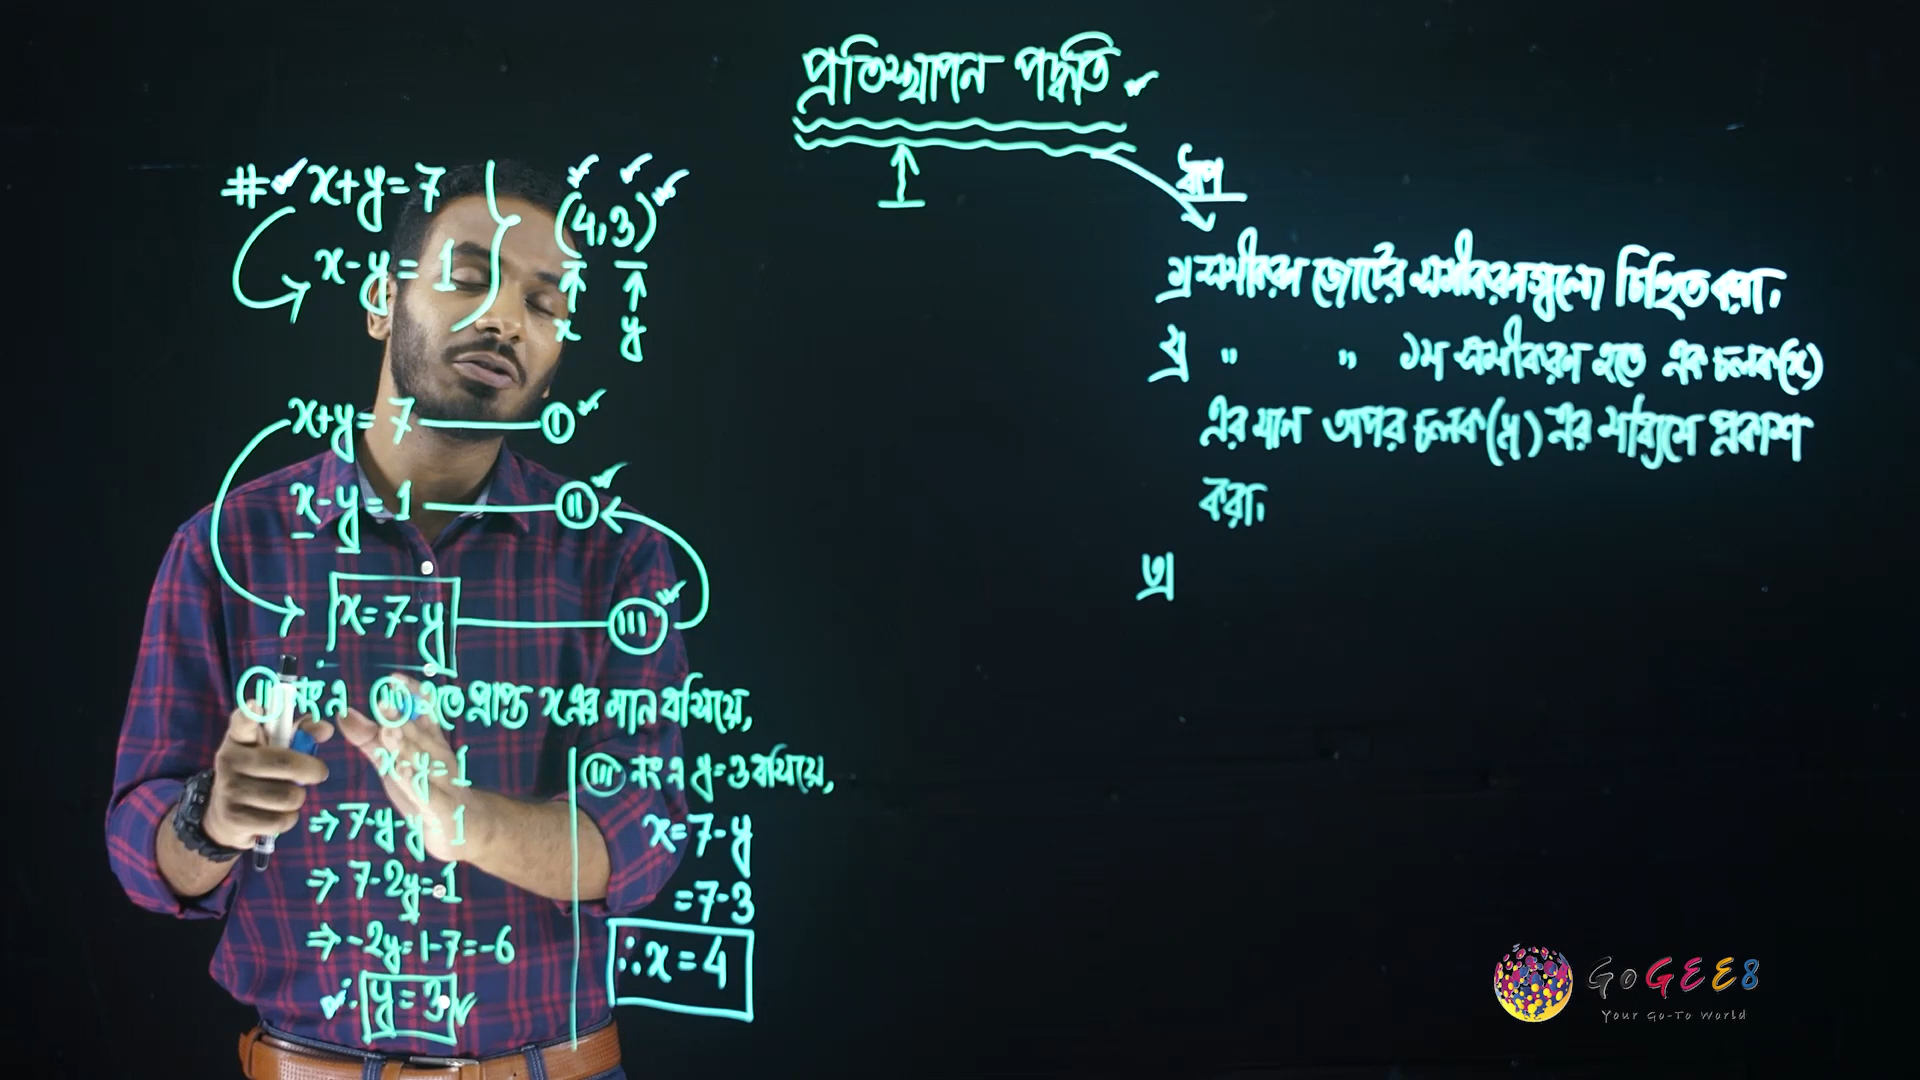 প্রতিস্থাপন পদ্ধতি
# x+y=7
x-y=1
(4,3)
x y
x+y=7 (i)
x-y=1 (ii)
x=7-y (iii)
(ii) নং এ (iii) হতে প্রাপ্ত x এর মান বসিয়ে,
x-y=1
⇒ 7-y-y=1
⇒ 7-2y=1
⇒ -2y=1-7=-6
∴ y=3
(iii) নং এ y=3 বসিয়ে,
x=7-y
=7-3
∴x=4
ধাপ
১। সমীকরণ জোটের সমীকরণগুলো চিহ্নিত করা।
২। " " ১ম সমীকরণ হতে এক চলক(x)
এর মান অপর চলক(y) এর মাধ্যমে প্রকাশ
করা।
৩।
GoGEE8
Your Go-To World